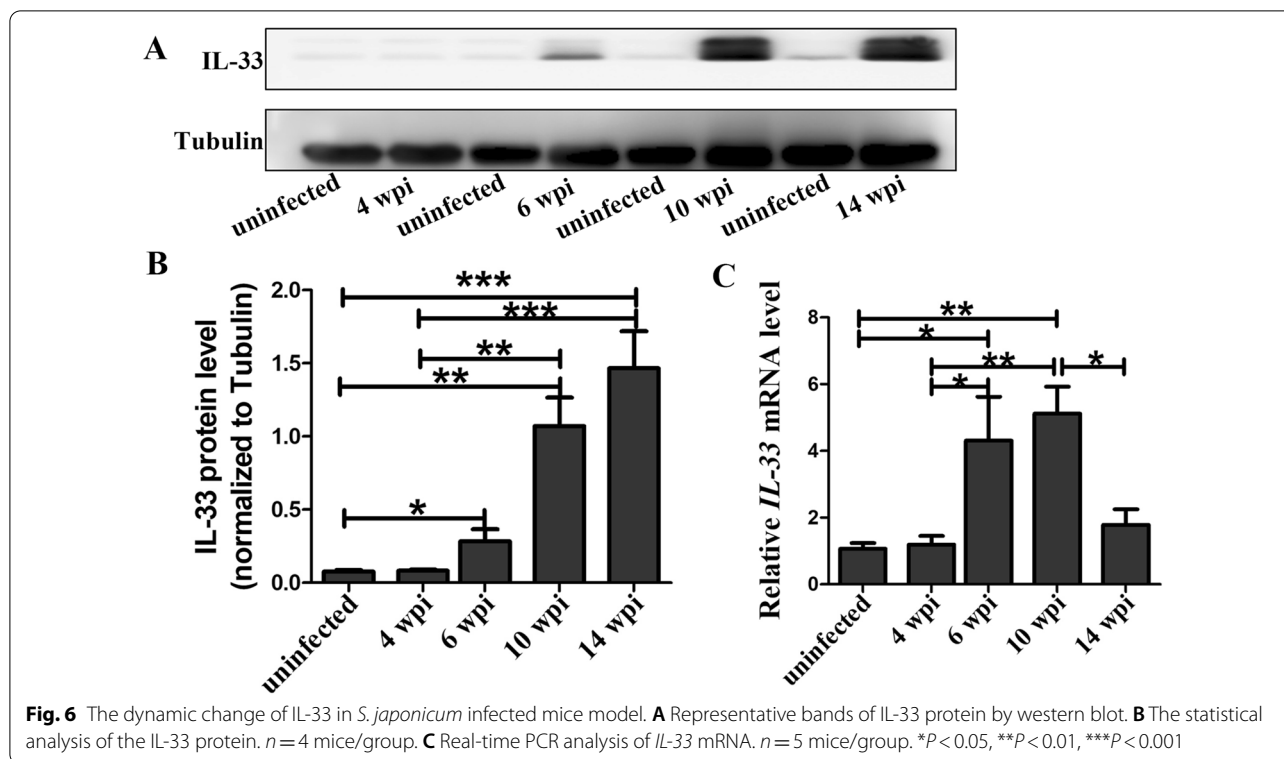 A
IL-33
Tubulin
uninfected 4 wpi uninfected 6 wpi uninfected 10 wpi uninfected 14 wpi
B
IL-33 protein level
(normalized to Tubulin)
2.0
1.5
1.0
0.5
0.0
***
***
**
**
*
uninfected 4 wpi 6 wpi 10 wpi 14 wpi
C
Relative IL-33 mRNA level
8
6
4
2
0
**
*
**
*
*
uninfected 4 wpi 6 wpi 10 wpi 14 wpi
Fig. 6 The dynamic change of IL-33 in S. japonicum infected mice model. A Representative bands of IL-33 protein by western blot. B The statistical
analysis of the IL-33 protein. n = 4 mice/group. C Real-time PCR analysis of IL-33 mRNA. n = 5 mice/group. *P < 0.05, **P < 0.01, ***P < 0.001